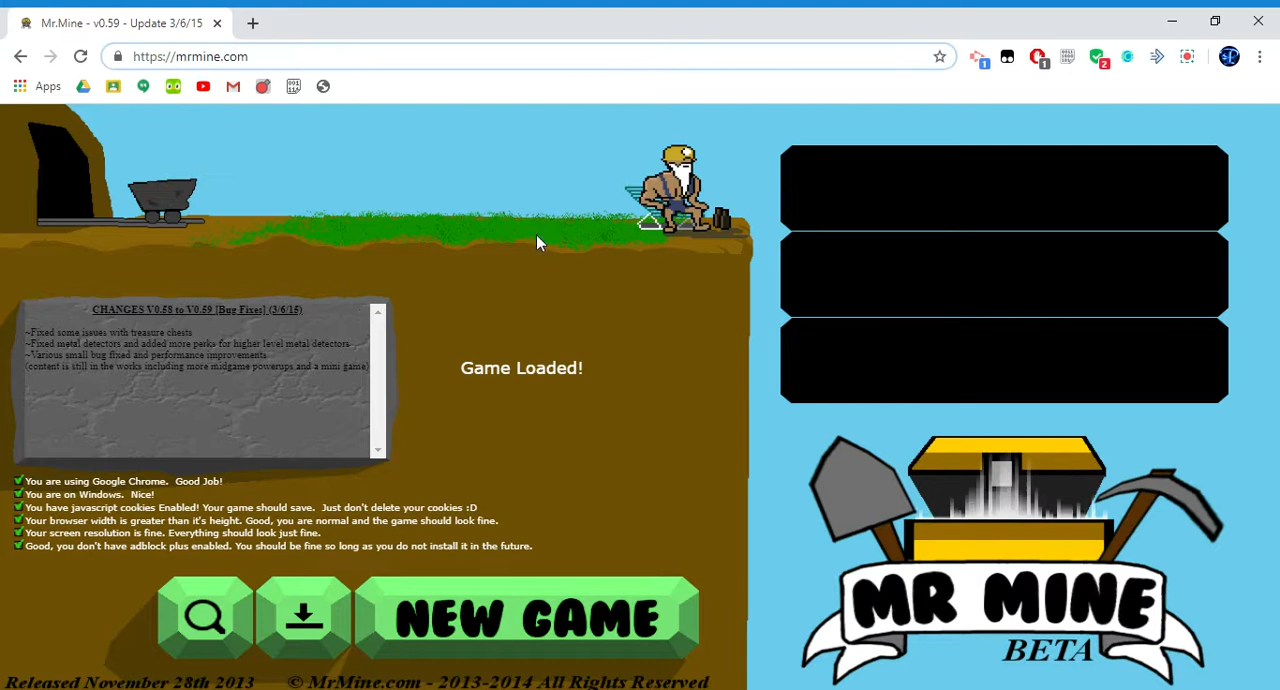 Mr.Mine - v0.59 - Update 3/6/15
https://mrmine.com
1
1
2
Apps
CHANGES V0.58 to V0.59 [Bug Fixes] (3/6/15)
~Fixed some issues with treasure chests
~Fixed metal detectors and added more perks for higher level metal detectors
~Various small bug fixed and performance improvements
(content is still in the works including more midgame powerups and a mini game)
Game Loaded!
You are using Google Chrome. Good Job!
You are on Windows. Nice!
You have javascript cookies Enabled! Your game should save. Just don't delete your cookies :D
Your browser width is greater than it's height. Good, you are normal and the game should look fine.
Your screen resolution is fine. Everything should look just fine.
Good, you don't have adblock plus enabled. You should be fine so long as you do not install it in the future.
NEW GAME
MR MINE
BETA
Released November 28th 2013 © MrMine.com - 2013-2014 All Rights Reserved